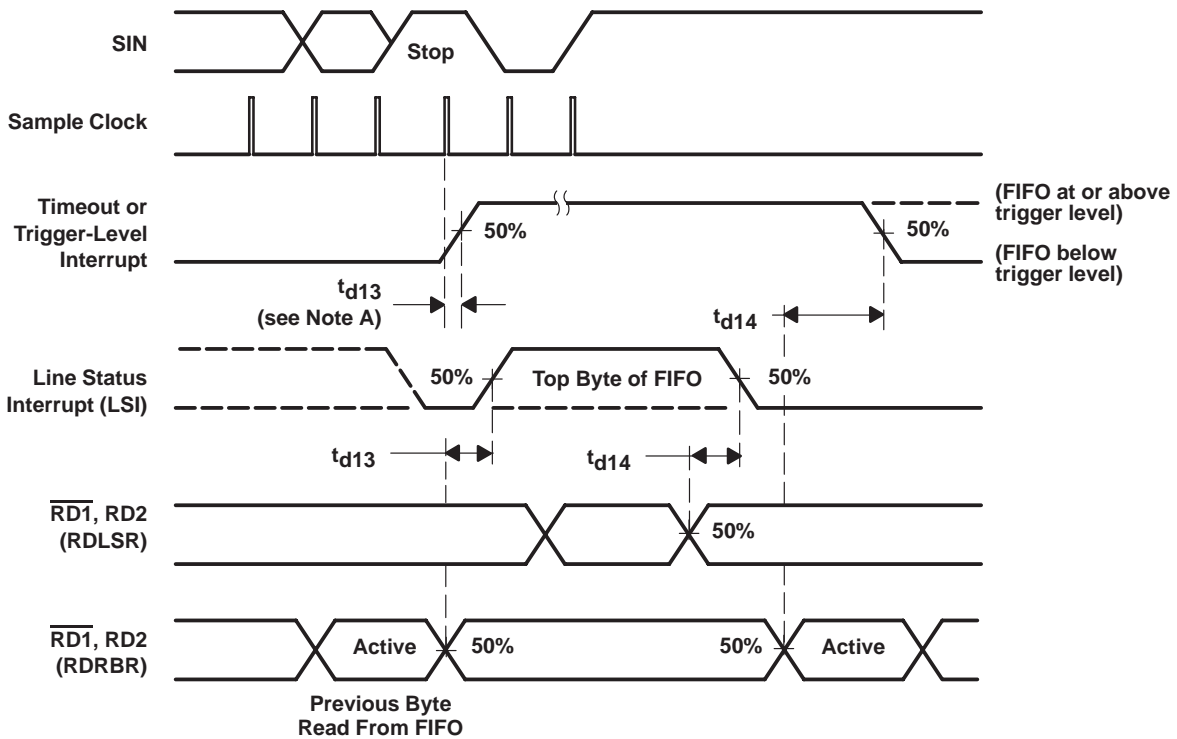 SIN
Stop
Sample Clock
Timeout or
Trigger-Level
Interrupt
50%
50%
(FIFO at or above
trigger level)
(FIFO below
trigger level)
td13
(see Note A)
td14
Line Status
Interrupt (LSI)
50%
Top Byte of FIFO
50%
td13
td14
RD1, RD2
(RDLSR)
50%
RD1, RD2
(RDRBR)
Active
50%
50%
Active
Previous Byte
Read From FIFO